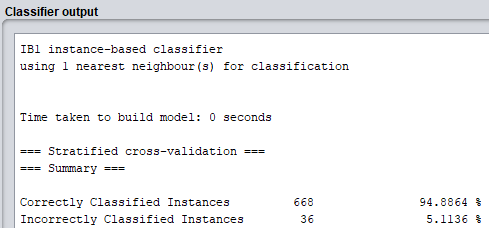 Classifier output
IB1 instance-based classifier
using 1 nearest neighbour(s) for classification
Time taken to build model: 0 seconds
=== Stratified cross-validation ===
=== Summary ===
Correctly Classified Instances 668 94.8864 %
Incorrectly Classified Instances 36 5.1136 %